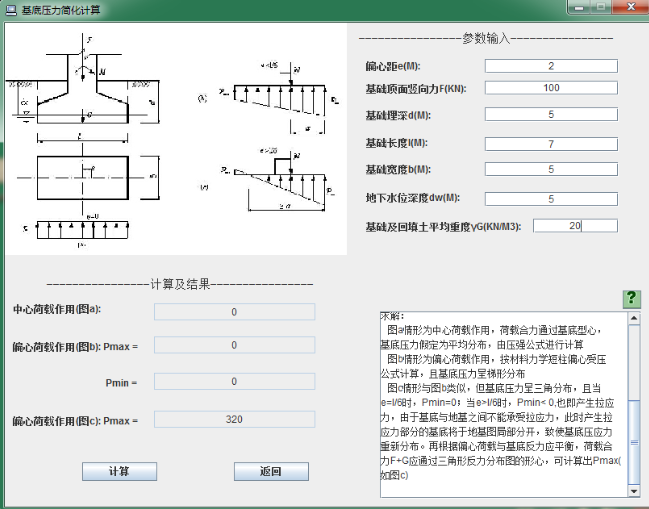 基底压力简化计算
----------------参数输入----------------
偏心距e(M):
2
基础顶面竖向力F(KN):
100
基础埋深d(M):
5
基础长度l(M):
7
基础宽度b(M):
5
地下水位深度dw(M):
5
基础及回填土平均重度γG(KN/M3):
20
F
M
G
L
e<l/6
(b)
e>l/6
(c)
e=0
----------------计算及结果----------------
中心荷载作用(图a):
0
偏心荷载作用(图b): Pmax =
0
Pmin =
0
偏心荷载作用(图c): Pmax =
320
计算
返回
?
求解:
图a情形为中心荷载作用，荷载合力通过基底型心，
基底压力假定为平均分布，由压强公式进行计算
图b情形为偏心荷载作用，按材料力学短柱偏心受压
公式计算，且基底压力呈梯形分布
图c情形与图b类似，但基底压力呈三角分布，且当
e=l/6时，Pmin=0；当e>l/6时，Pmin< 0,也即产生拉应
力，由于基底与地基之间不能承受拉应力，此时产生拉
应力部分的基底将于地基图局部分开，致使基底压应力
重新分布。再根据偏心荷载与基底反力应平衡，荷载合
力F+G应通过三角形反力分布图的形心，可计算出Pmax(
如图c)